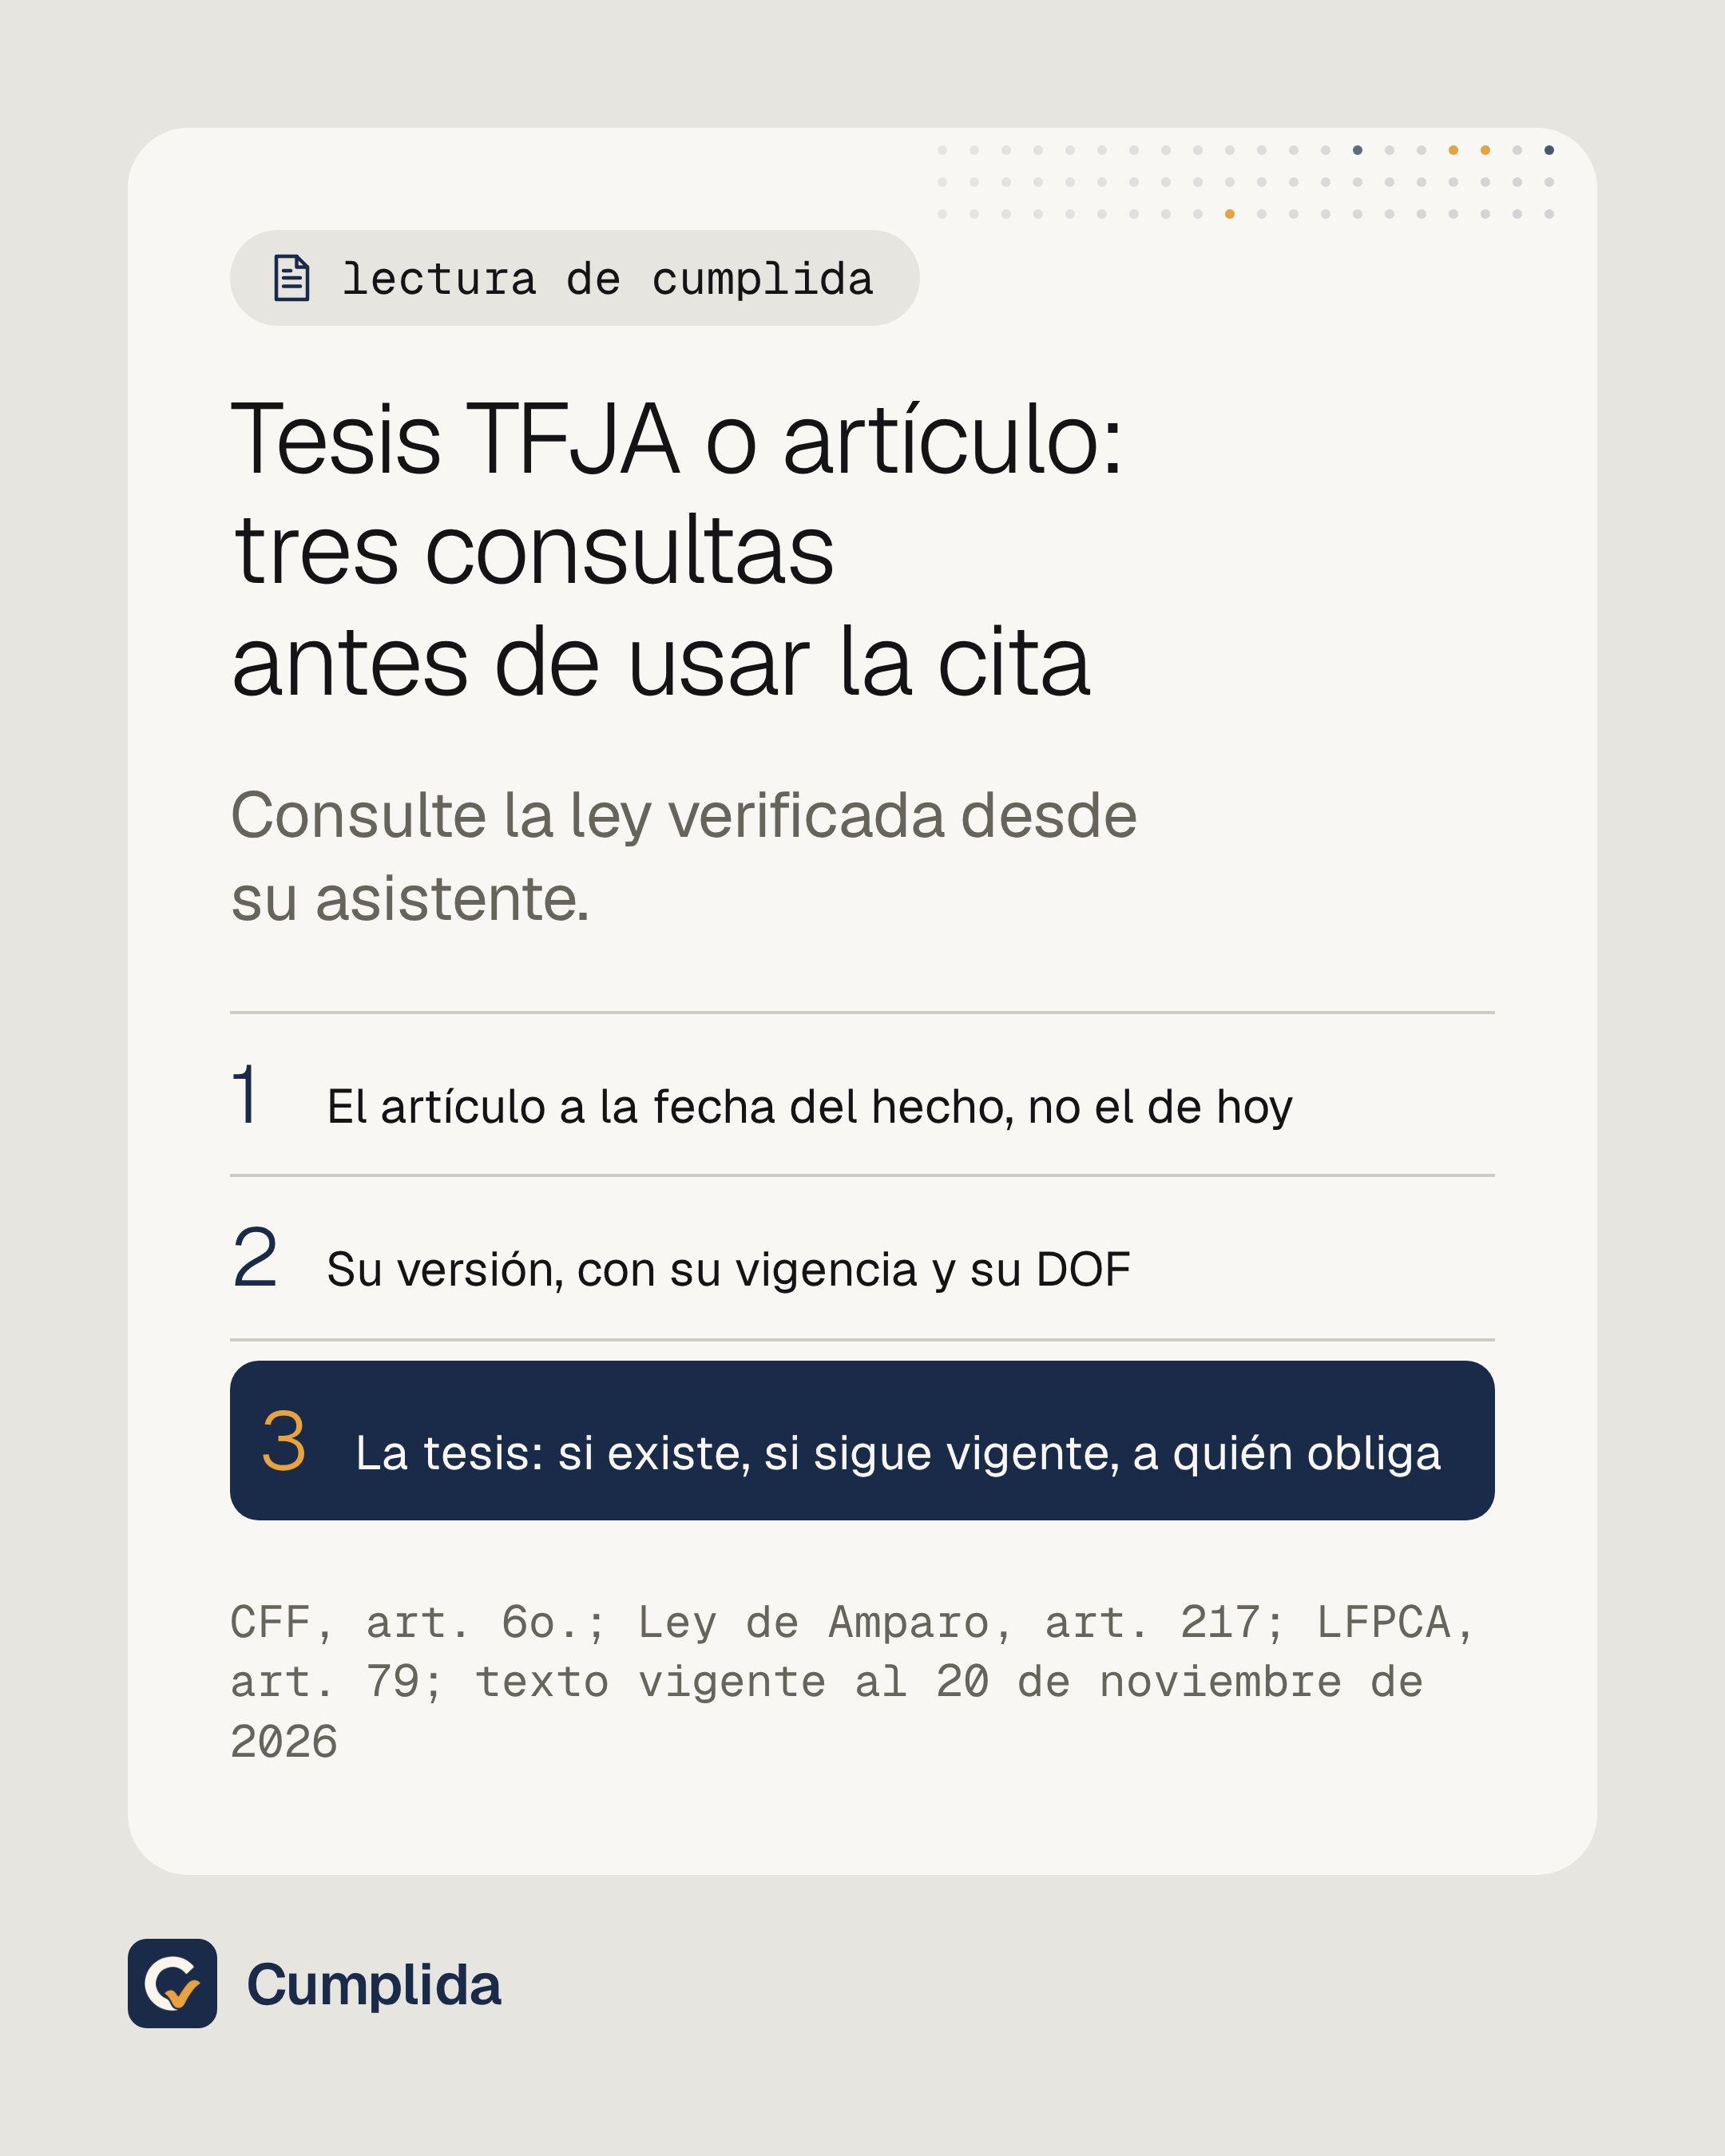 lectura de cumplida
Tesis TFJA o artículo:
tres consultas
antes de usar la cita
Consulte la ley verificada desde
su asistente.
1 El artículo a la fecha del hecho, no el de hoy
2 Su versión, con su vigencia y su DOF
3 La tesis: si existe, si sigue vigente, a quién obliga
CFF, art. 6o.; Ley de Amparo, art. 217; LFPCA,
art. 79; texto vigente al 20 de noviembre de
2026
Cumplida